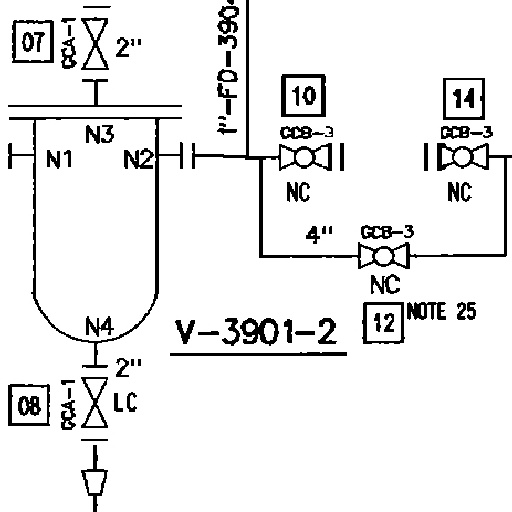 07
GCA-1
2"
1"-FD-390
10
14
GCB-3
GCB-3
N3
N1
N2
NC
NC
4"
GCB-3
NC
N4
V-3901-2
12
NOTE 25
2"
08
GCA-1
LC